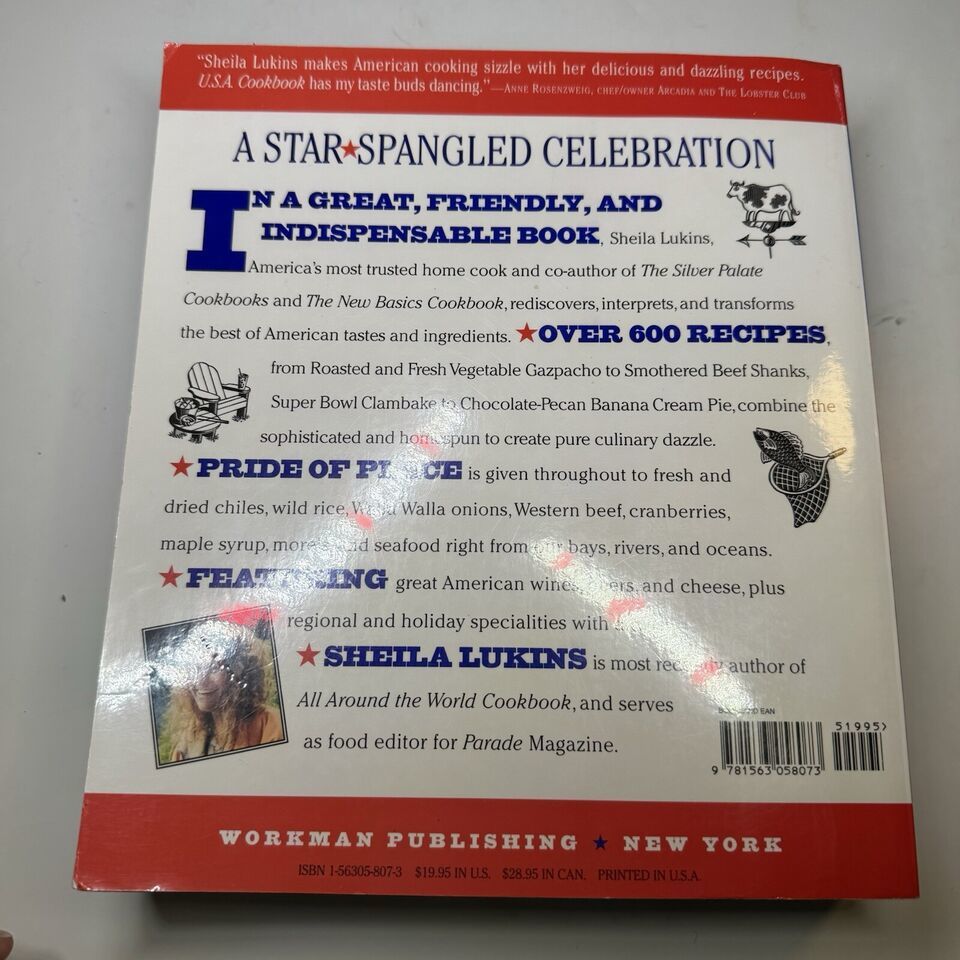 “Sheila Lukins makes American cooking sizzle with her delicious and dazzling recipes.
U.S.A. Cookbook has my taste buds dancing.” —Anne Rosenzweig, chef/owner Arcadia and The Lobster Club
A STAR★SPANGLED CELEBRATION
IN A GREAT, FRIENDLY, AND
INDISPENSABLE BOOK, Sheila Lukins,
America's most trusted home cook and co-author of The Silver Palate
Cookbooks and The New Basics Cookbook, rediscovers, interprets, and transforms
the best of American tastes and ingredients. ★OVER 600 RECIPES,
from Roasted and Fresh Vegetable Gazpacho to Smothered Beef Shanks,
Super Bowl Clambake to Chocolate-Pecan Banana Cream Pie, combine the
sophisticated and homespun to create pure culinary dazzle.
★PRIDE OF PLACE is given throughout to fresh and
dried chiles, wild rice, Walla Walla onions, Western beef, cranberries,
maple syrup, more, seafood right from our bays, rivers, and oceans.
★FEATURING great American wines, and cheese, plus
regional and holiday specialities with
★SHEILA LUKINS is most recently author of
All Around the World Cookbook, and serves
as food editor for Parade Magazine.
EAN
51995>
9 781563 058073
WORKMAN PUBLISHING ★ NEW YORK
ISBN 1-56305-807-3 $19.95 IN U.S. $28.95 IN CAN. PRINTED IN U.S.A.